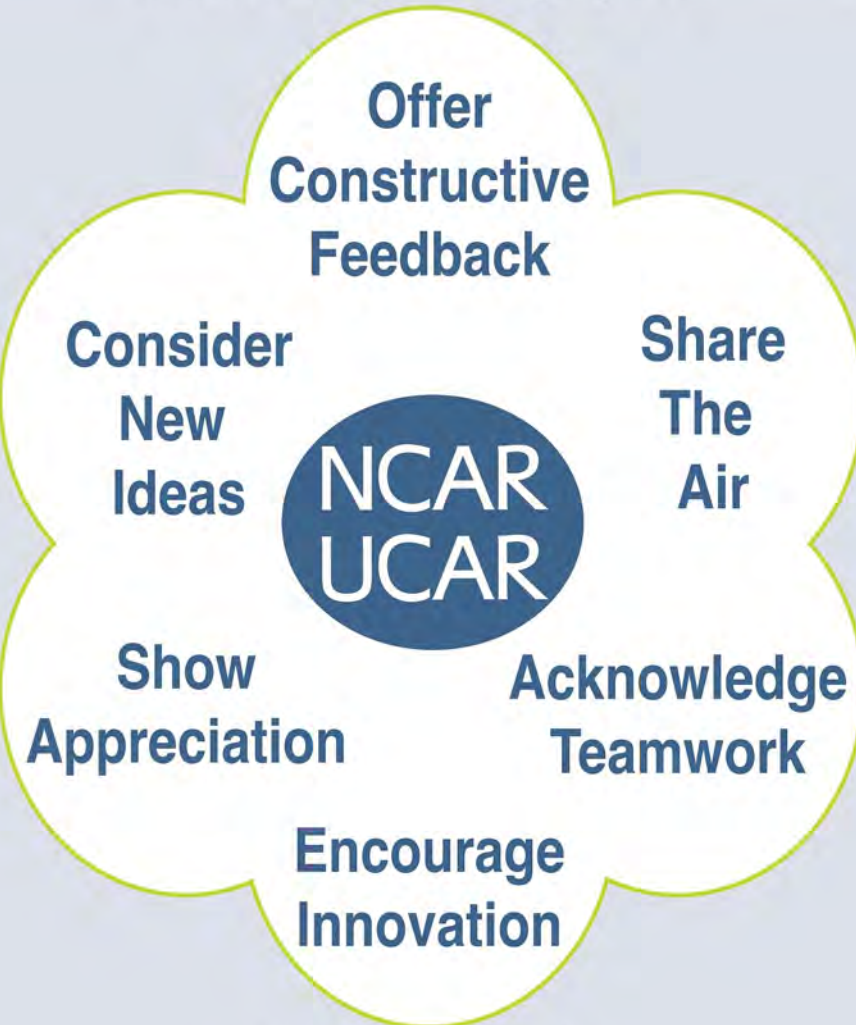 Offer
Constructive
Feedback
Share
The
Air
Acknowledge
Teamwork
Encourage
Innovation
Show
Appreciation
Consider
New
Ideas
NCAR
UCAR